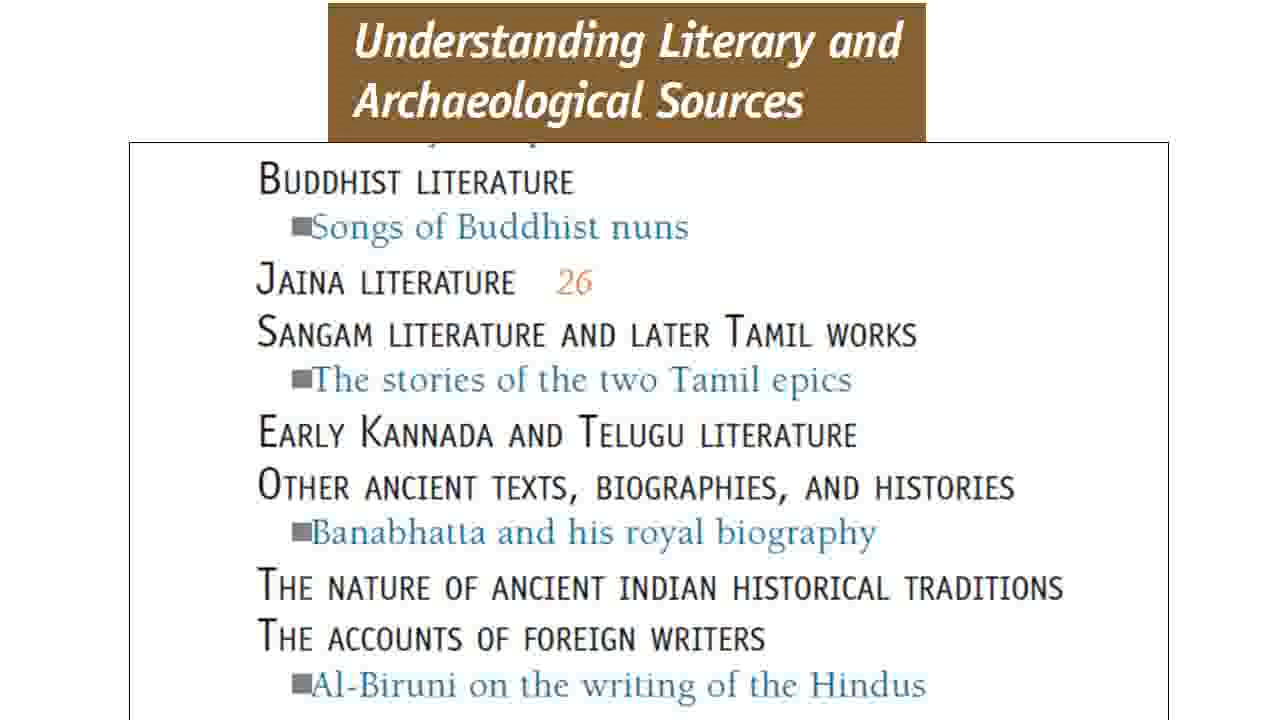 Understanding Literary and
Archaeological Sources
BUDDHIST LITERATURE
■Songs of Buddhist nuns
JAINA LITERATURE 26
SANGAM LITERATURE AND LATER TAMIL WORKS
■The stories of the two Tamil epics
EARLY KANNADA AND TELUGU LITERATURE
OTHER ANCIENT TEXTS, BIOGRAPHIES, AND HISTORIES
■Banabhatta and his royal biography
THE NATURE OF ANCIENT INDIAN HISTORICAL TRADITIONS
THE ACCOUNTS OF FOREIGN WRITERS
■Al-Biruni on the writing of the Hindus